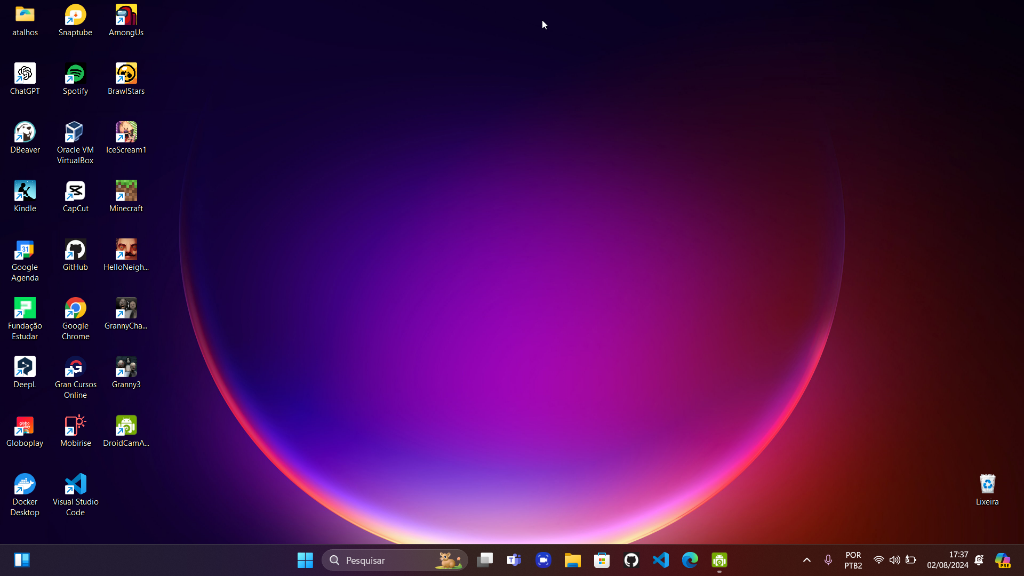 atalhos
Snaptube
AmongUs
ChatGPT
Spotify
BrawlStars
DBeaver
Oracle VM
VirtualBox
IceScream1
Kindle
CapCut
Minecraft
Google
Agenda
GitHub
HelloNeigh...
Fundação
Estudar
Google
Chrome
GrannyCha...
DeepL
Gran Cursos
Online
Granny3
Globoplay
Mobirise
DroidCamA...
Docker
Desktop
Visual Studio
Code
Lixeira
Pesquisar
POR
PTB2
17:37
02/08/2024